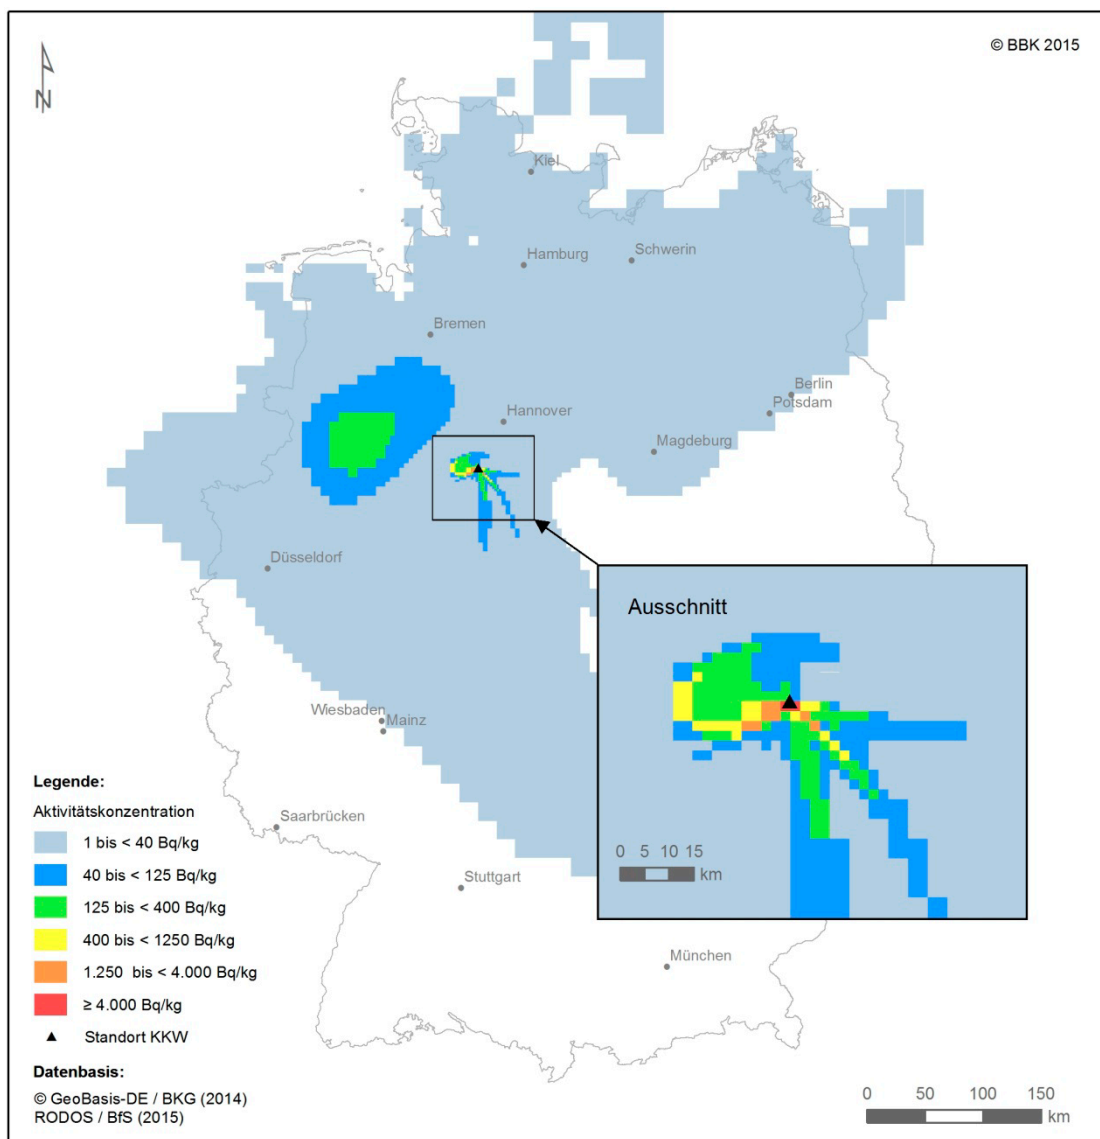 © BBK 2015
N
Kiel
Hamburg
Schwerin
Bremen
Berlin
Potsdam
Hannover
Magdeburg
Düsseldorf
Ausschnitt
Wiesbaden
Mainz
Saarbrücken
Stuttgart
München
0 5 10 15
km
Legende:
Aktivitätskonzentration
1 bis < 40 Bq/kg
40 bis < 125 Bq/kg
125 bis < 400 Bq/kg
400 bis < 1250 Bq/kg
1.250 bis < 4.000 Bq/kg
≥ 4.000 Bq/kg
Standort KKW
Datenbasis:
© GeoBasis-DE / BKG (2014)
RODOS / BfS (2015)
0 50 100 150
km